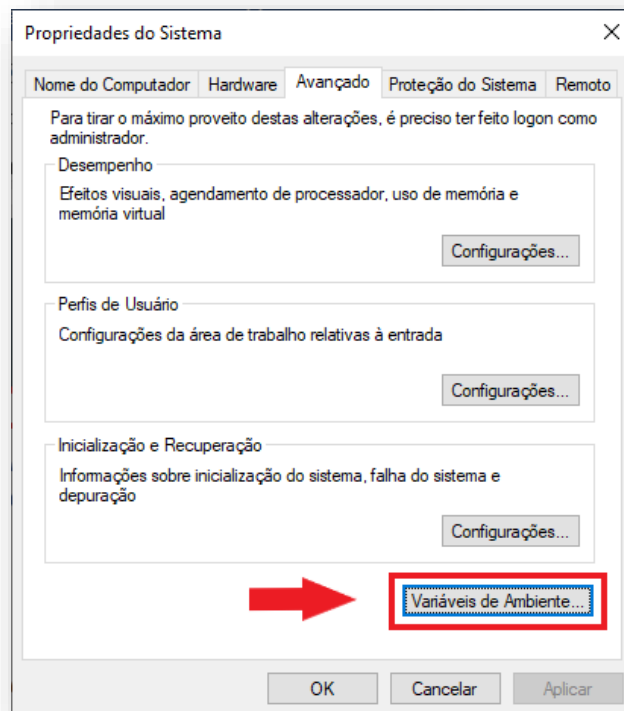 Propriedades do Sistema
Nome do Computador Hardware Avançado Proteção do Sistema Remoto
Para tirar o máximo proveito destas alterações, é preciso ter feito logon como
administrador.
Desempenho
Efeitos visuais, agendamento de processador, uso de memória e
memória virtual
Configurações...
Perfis de Usuário
Configurações da área de trabalho relativas à entrada
Configurações...
Inicialização e Recuperação
Informações sobre inicialização do sistema, falha do sistema e
depuração
Configurações...
Variáveis de Ambiente...
OK Cancelar Aplicar